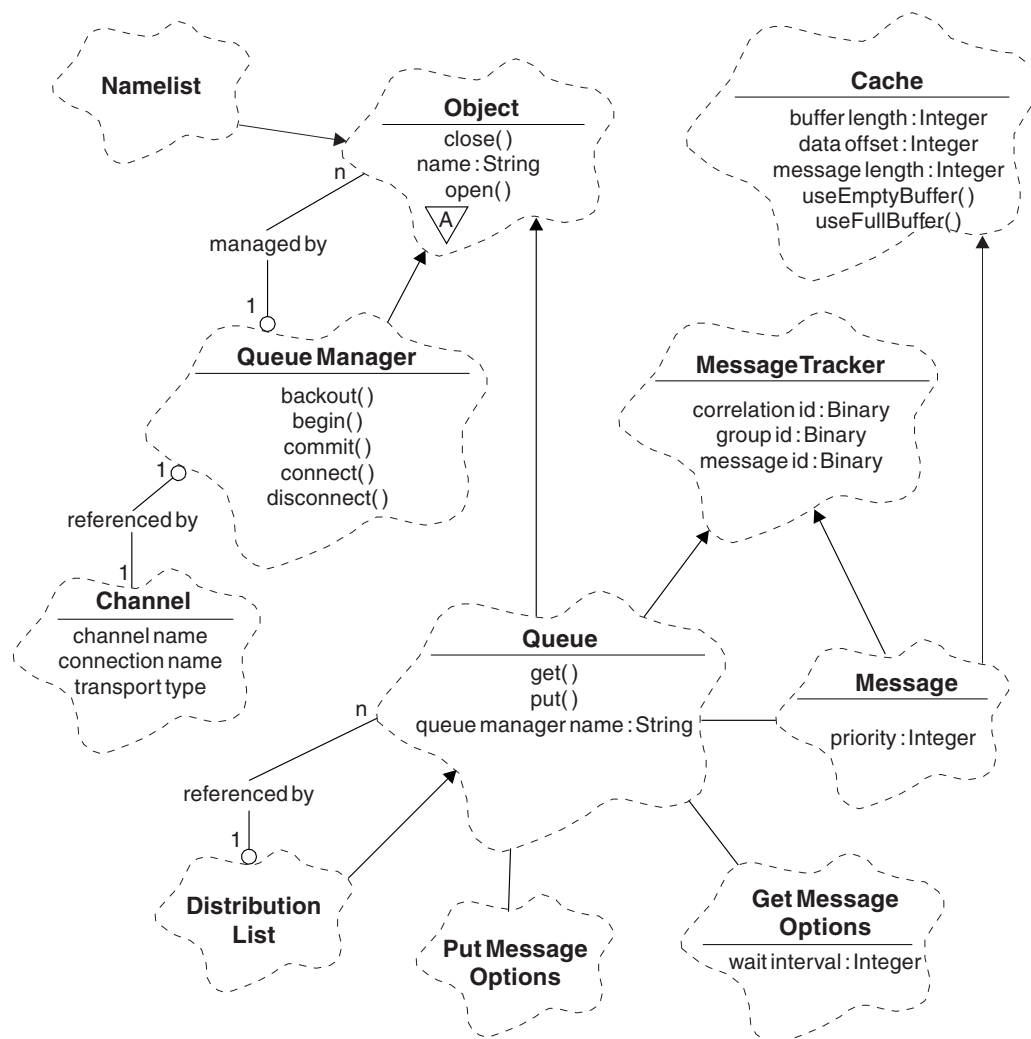 Namelist
Object
close()
name : String
open()
A
Cache
buffer length : Integer
data offset : Integer
message length : Integer
useEmptyBuffer()
useFullBuffer()
n
managed by
1
Queue Manager
backout()
begin()
commit()
connect()
disconnect()
Message Tracker
correlation id : Binary
group id : Binary
message id : Binary
1
referenced by
1
Channel
channel name
connection name
transport type
Queue
get()
put()
queue manager name : String
Message
priority : Integer
n
referenced by
1
Distribution
List
Put Message
Options
Get Message
Options
wait interval : Integer